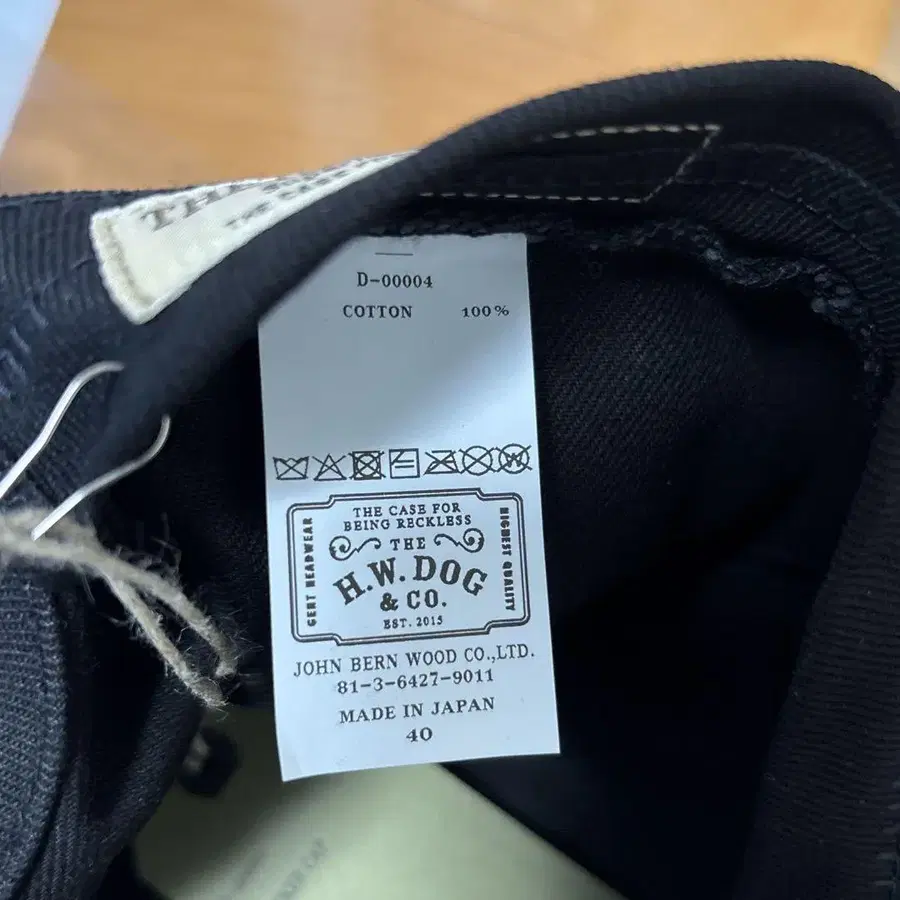 THE
D-00004
COTTON 100%
THE CASE FOR
BEING RECKLESS
GENT HEADWEAR
HIGHEST QUALITY
THE
H.W.DOG
& CO.
EST. 2015
JOHN BERN WOOD CO.,LTD.
81-3-6427-9011
MADE IN JAPAN
40